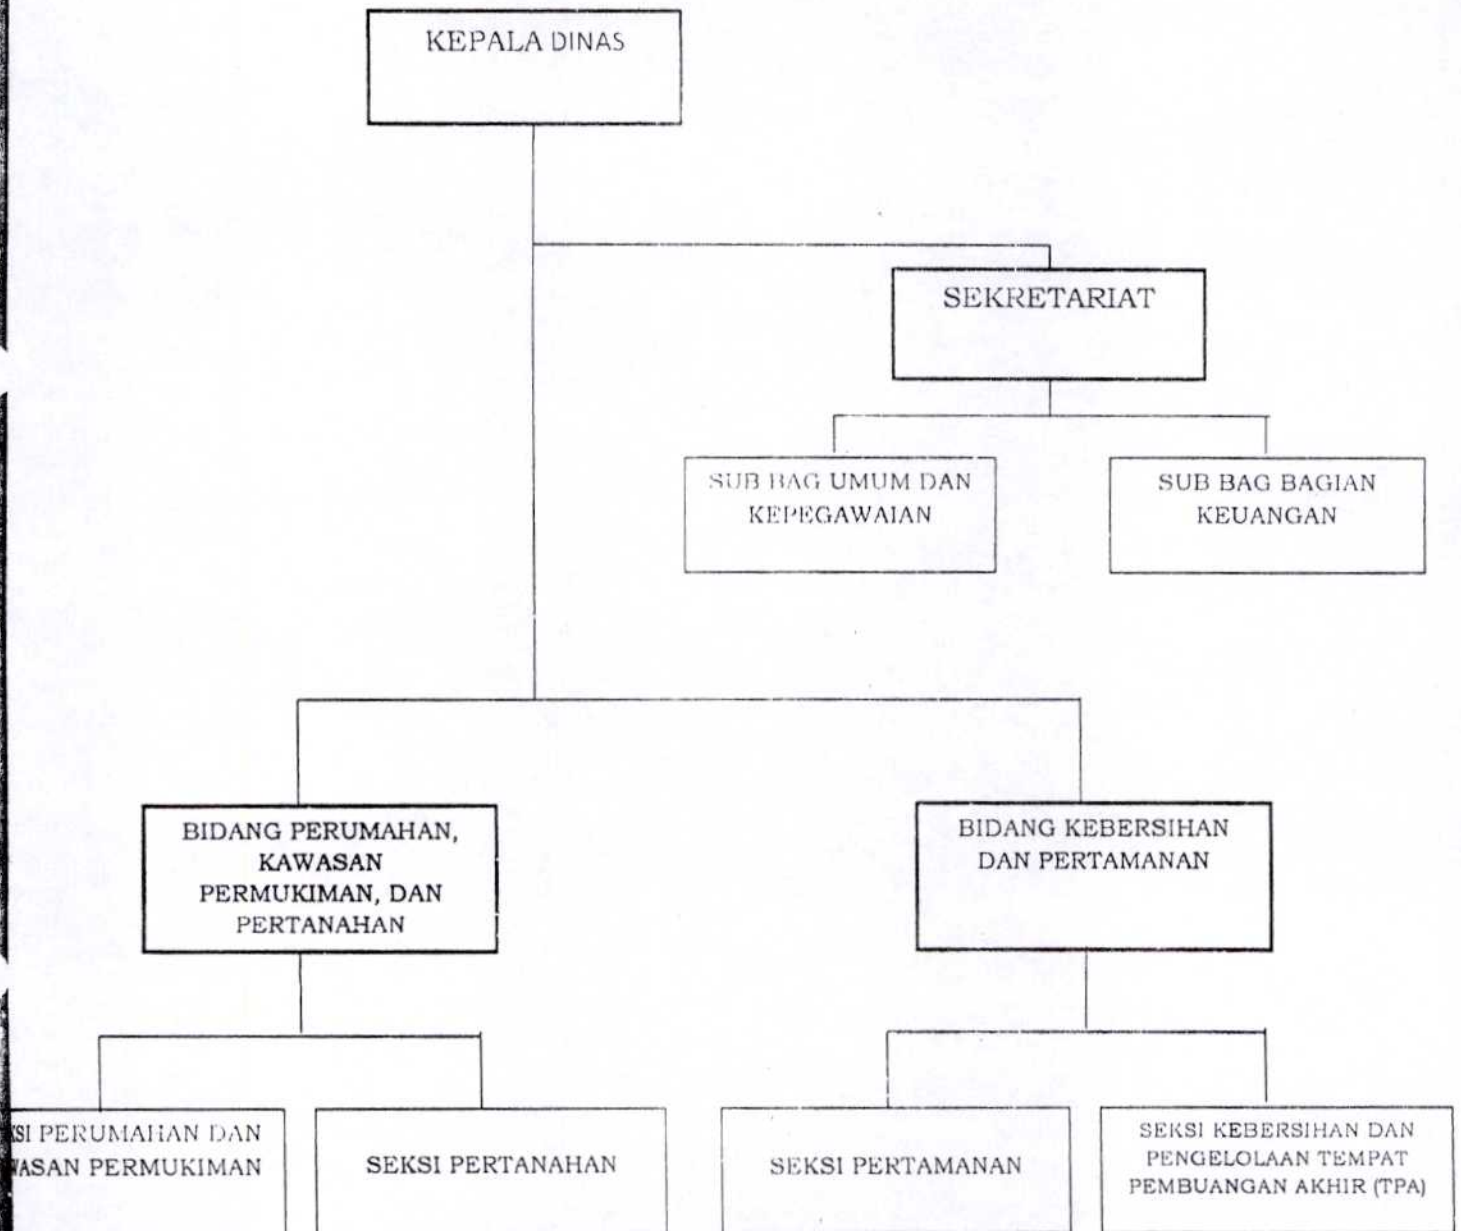 KEPALA DINAS
SEKRETARIAT
SUB BAG UMUM DAN
KEPEGAWAIAN
SUB BAG BAGIAN
KEUANGAN
BIDANG PERUMAHAN,
KAWASAN
PERMUKIMAN, DAN
PERTANAHAN
BIDANG KEBERSIHAN
DAN PERTAMANAN
PERUMAHAN DAN
PERMUKIMAN
SEKSI PERTANAHAN
SEKSI PERTAMANAN
SEKSI KEBERSIHAN DAN
PENGELOLAAN TEMPAT
PEMBUANGAN AKHIR (TPA)